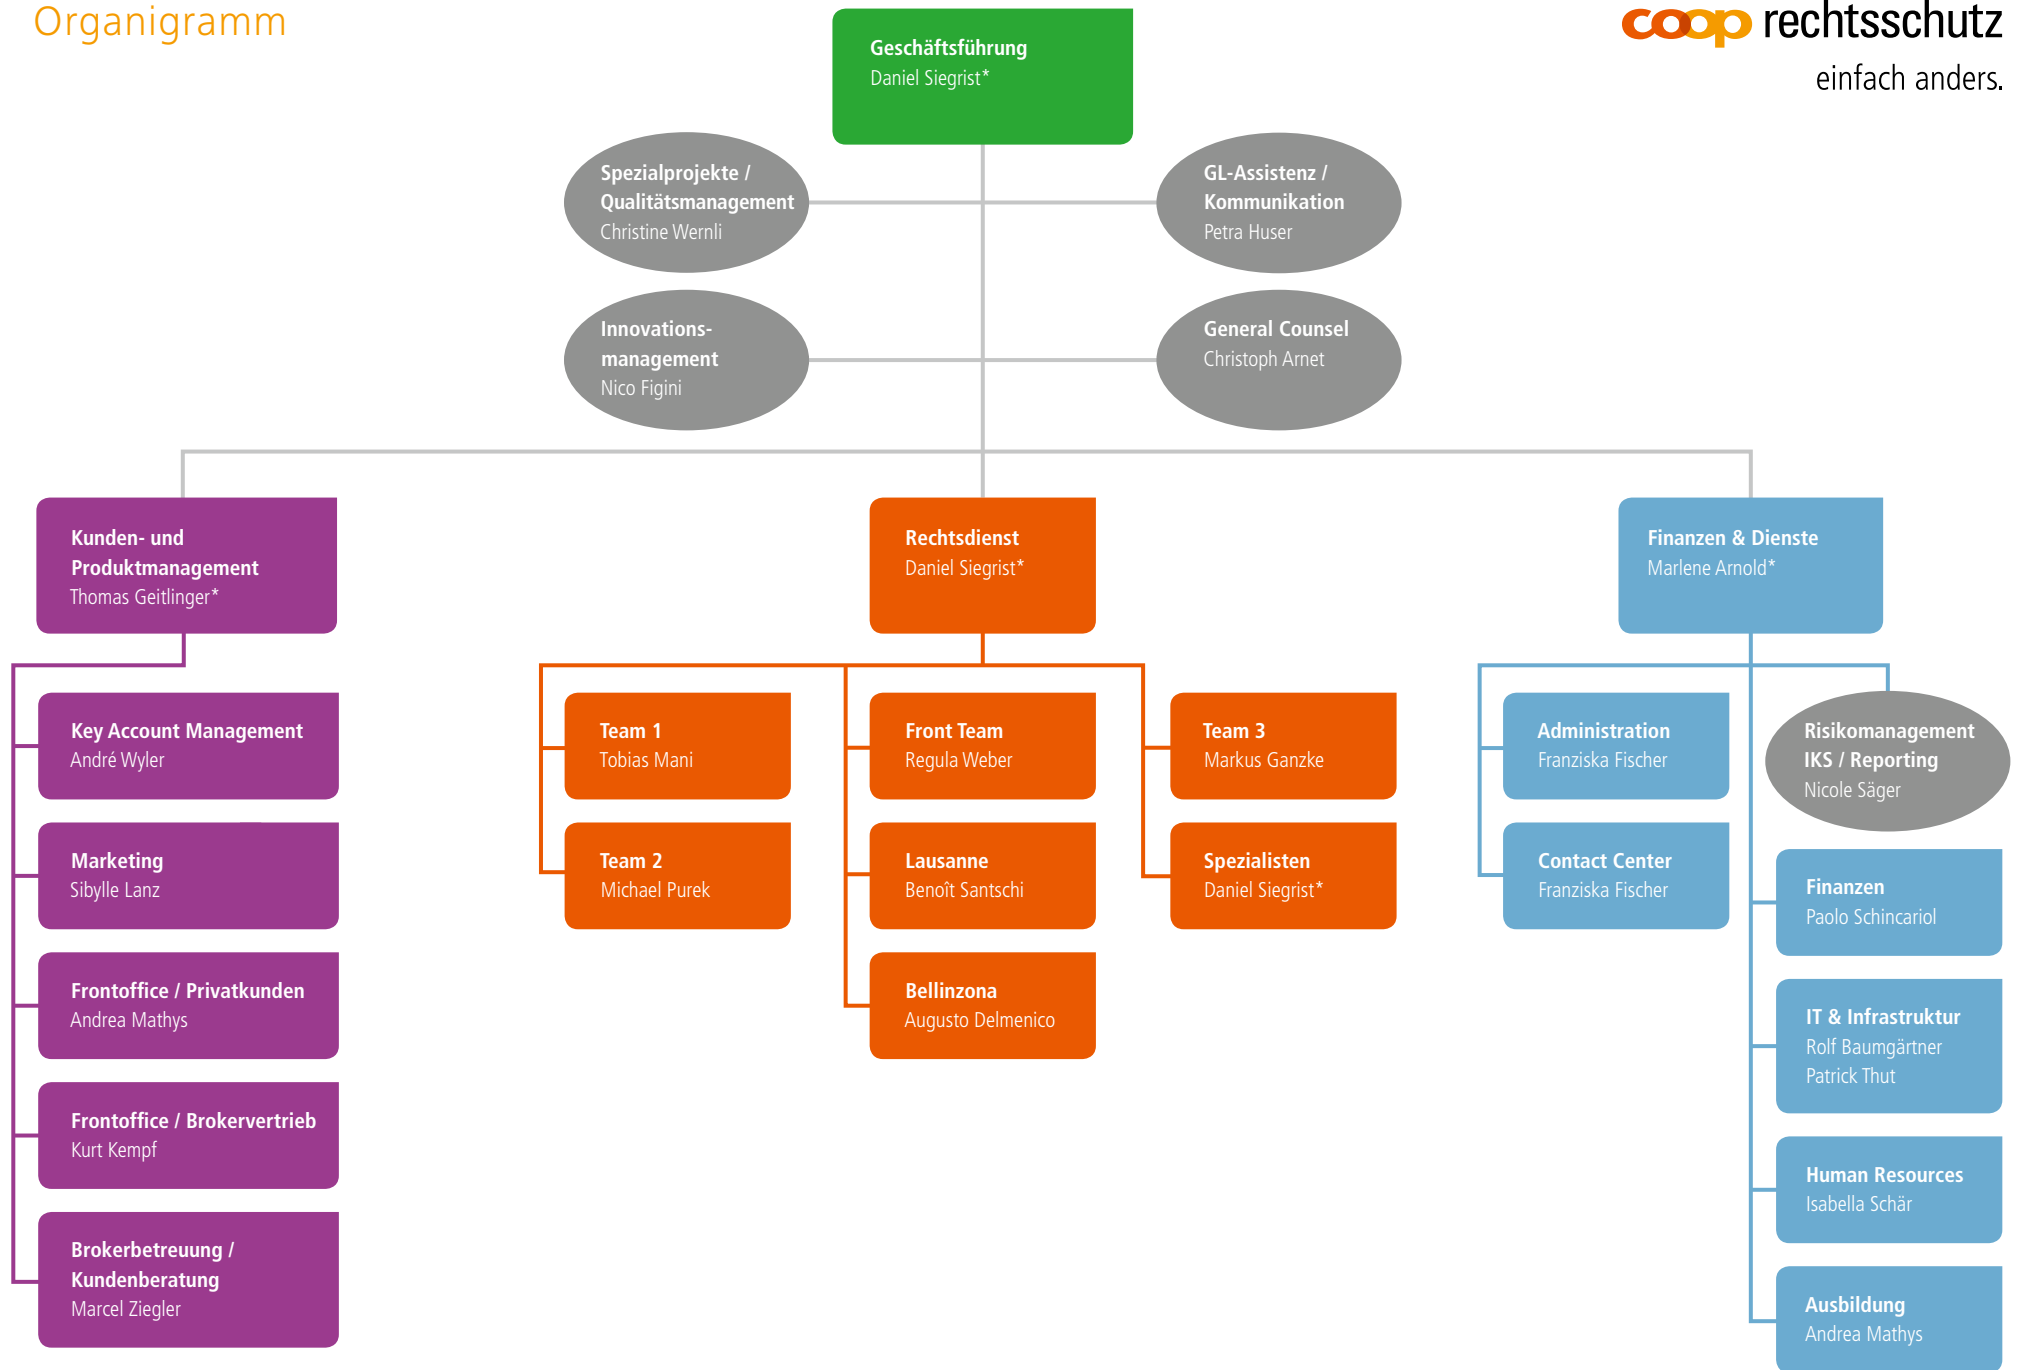 Organigramm
coop rechtsschutz
einfach anders.
Geschäftsführung
Daniel Siegrist*
Spezialprojekte /
Qualitätsmanagement
Christine Wernli
GL-Assistenz /
Kommunikation
Petra Huser
Innovations-
management
Nico Figini
General Counsel
Christoph Arnet
Kunden- und
Produktmanagement
Thomas Geitlinger*
Key Account Management
André Wyler
Marketing
Sibylle Lanz
Frontoffice / Privatkunden
Andrea Mathys
Frontoffice / Brokervertrieb
Kurt Kempf
Brokerbetreuung /
Kundenberatung
Marcel Ziegler
Rechtsdienst
Daniel Siegrist*
Team 1
Tobias Mani
Team 2
Michael Purek
Front Team
Regula Weber
Lausanne
Benoît Santschi
Bellinzona
Augusto Delmenico
Team 3
Markus Ganzke
Spezialisten
Daniel Siegrist*
Finanzen & Dienste
Marlene Arnold*
Administration
Franziska Fischer
Contact Center
Franziska Fischer
Risikomanagement
IKS / Reporting
Nicole Säger
Finanzen
Paolo Schincariol
IT & Infrastruktur
Rolf Baumgärtner
Patrick Thut
Human Resources
Isabella Schär
Ausbildung
Andrea Mathys